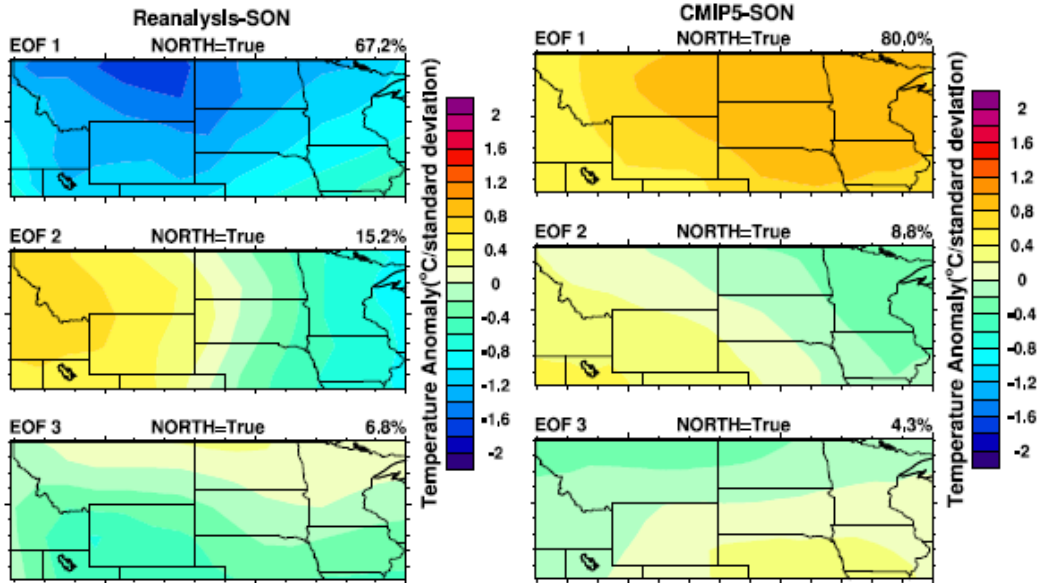 Reanalysis-SON
EOF 1 NORTH=True 67.2%
EOF 2 NORTH=True 15.2%
EOF 3 NORTH=True 6.8%
2
1.6
1.2
0.8
0.4
0
-0.4
-0.8
-1.2
-1.6
-2
Temperature Anomaly(°C/standard deviation)
CMIP5-SON
EOF 1 NORTH=True 80.0%
EOF 2 NORTH=True 8.8%
EOF 3 NORTH=True 4.3%
Temperature Anomaly(°C/standard deviation)
2
1.6
1.2
0.8
0.4
0
-0.4
-0.8
-1.2
-1.6
-2